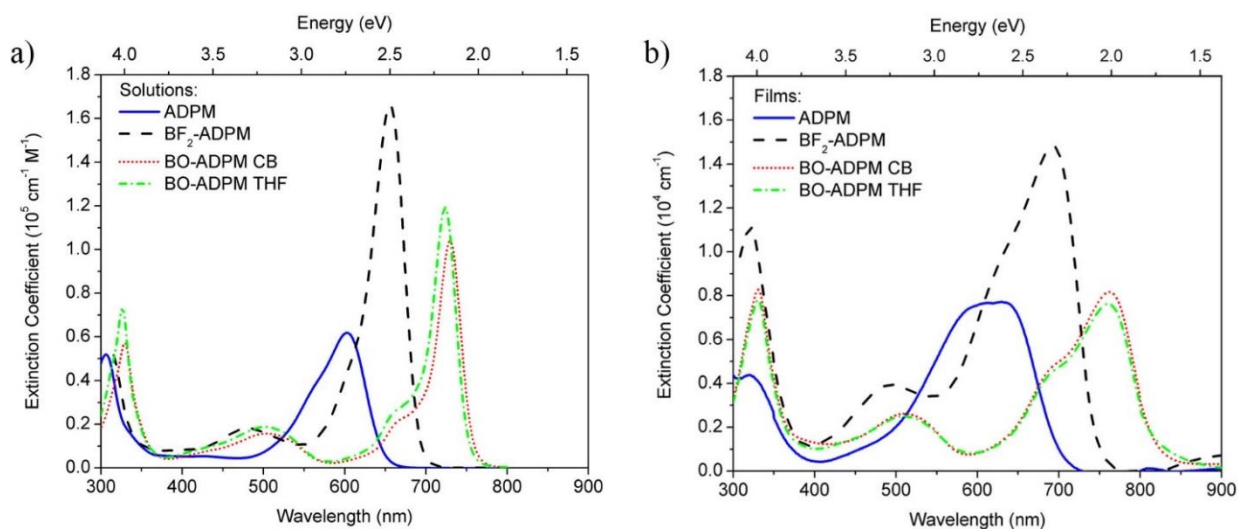 a)
Energy (eV)
4.0 3.5 3.0 2.5 2.0 1.5
Extinction Coefficient (10⁵ cm⁻¹ M⁻¹)
1.8
1.6
1.4
1.2
1.0
0.8
0.6
0.4
0.2
0.0
Solutions:
ADPM
BF₂-ADPM
BO-ADPM CB
BO-ADPM THF
300 400 500 600 700 800 900
Wavelength (nm)
b)
Energy (eV)
4.0 3.5 3.0 2.5 2.0 1.5
Extinction Coefficient (10⁴ cm⁻¹)
1.8
1.6
1.4
1.2
1.0
0.8
0.6
0.4
0.2
0.0
Films:
ADPM
BF₂-ADPM
BO-ADPM CB
BO-ADPM THF
300 400 500 600 700 800 900
Wavelength (nm)